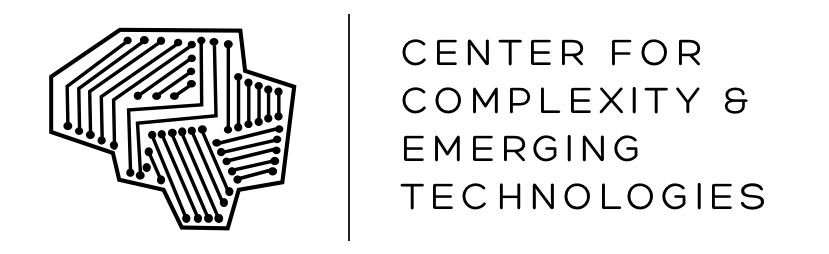 CENTER FOR
COMPLEXITY &
EMERGING
TECHNOLOGIES